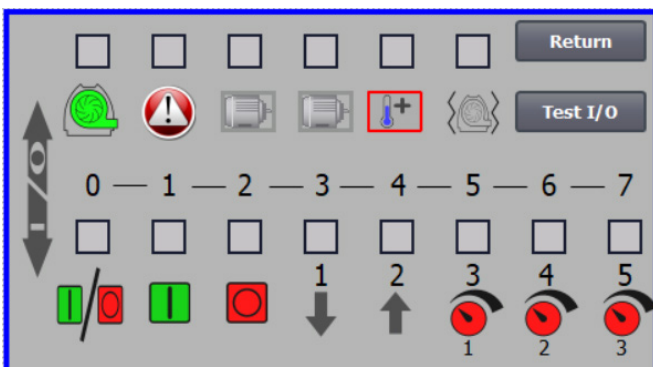 Return
Test I/O
I/O
0 — 1 — 2 — 3 — 4 — 5 — 6 — 7
1 2 3 4 5
1 2 3